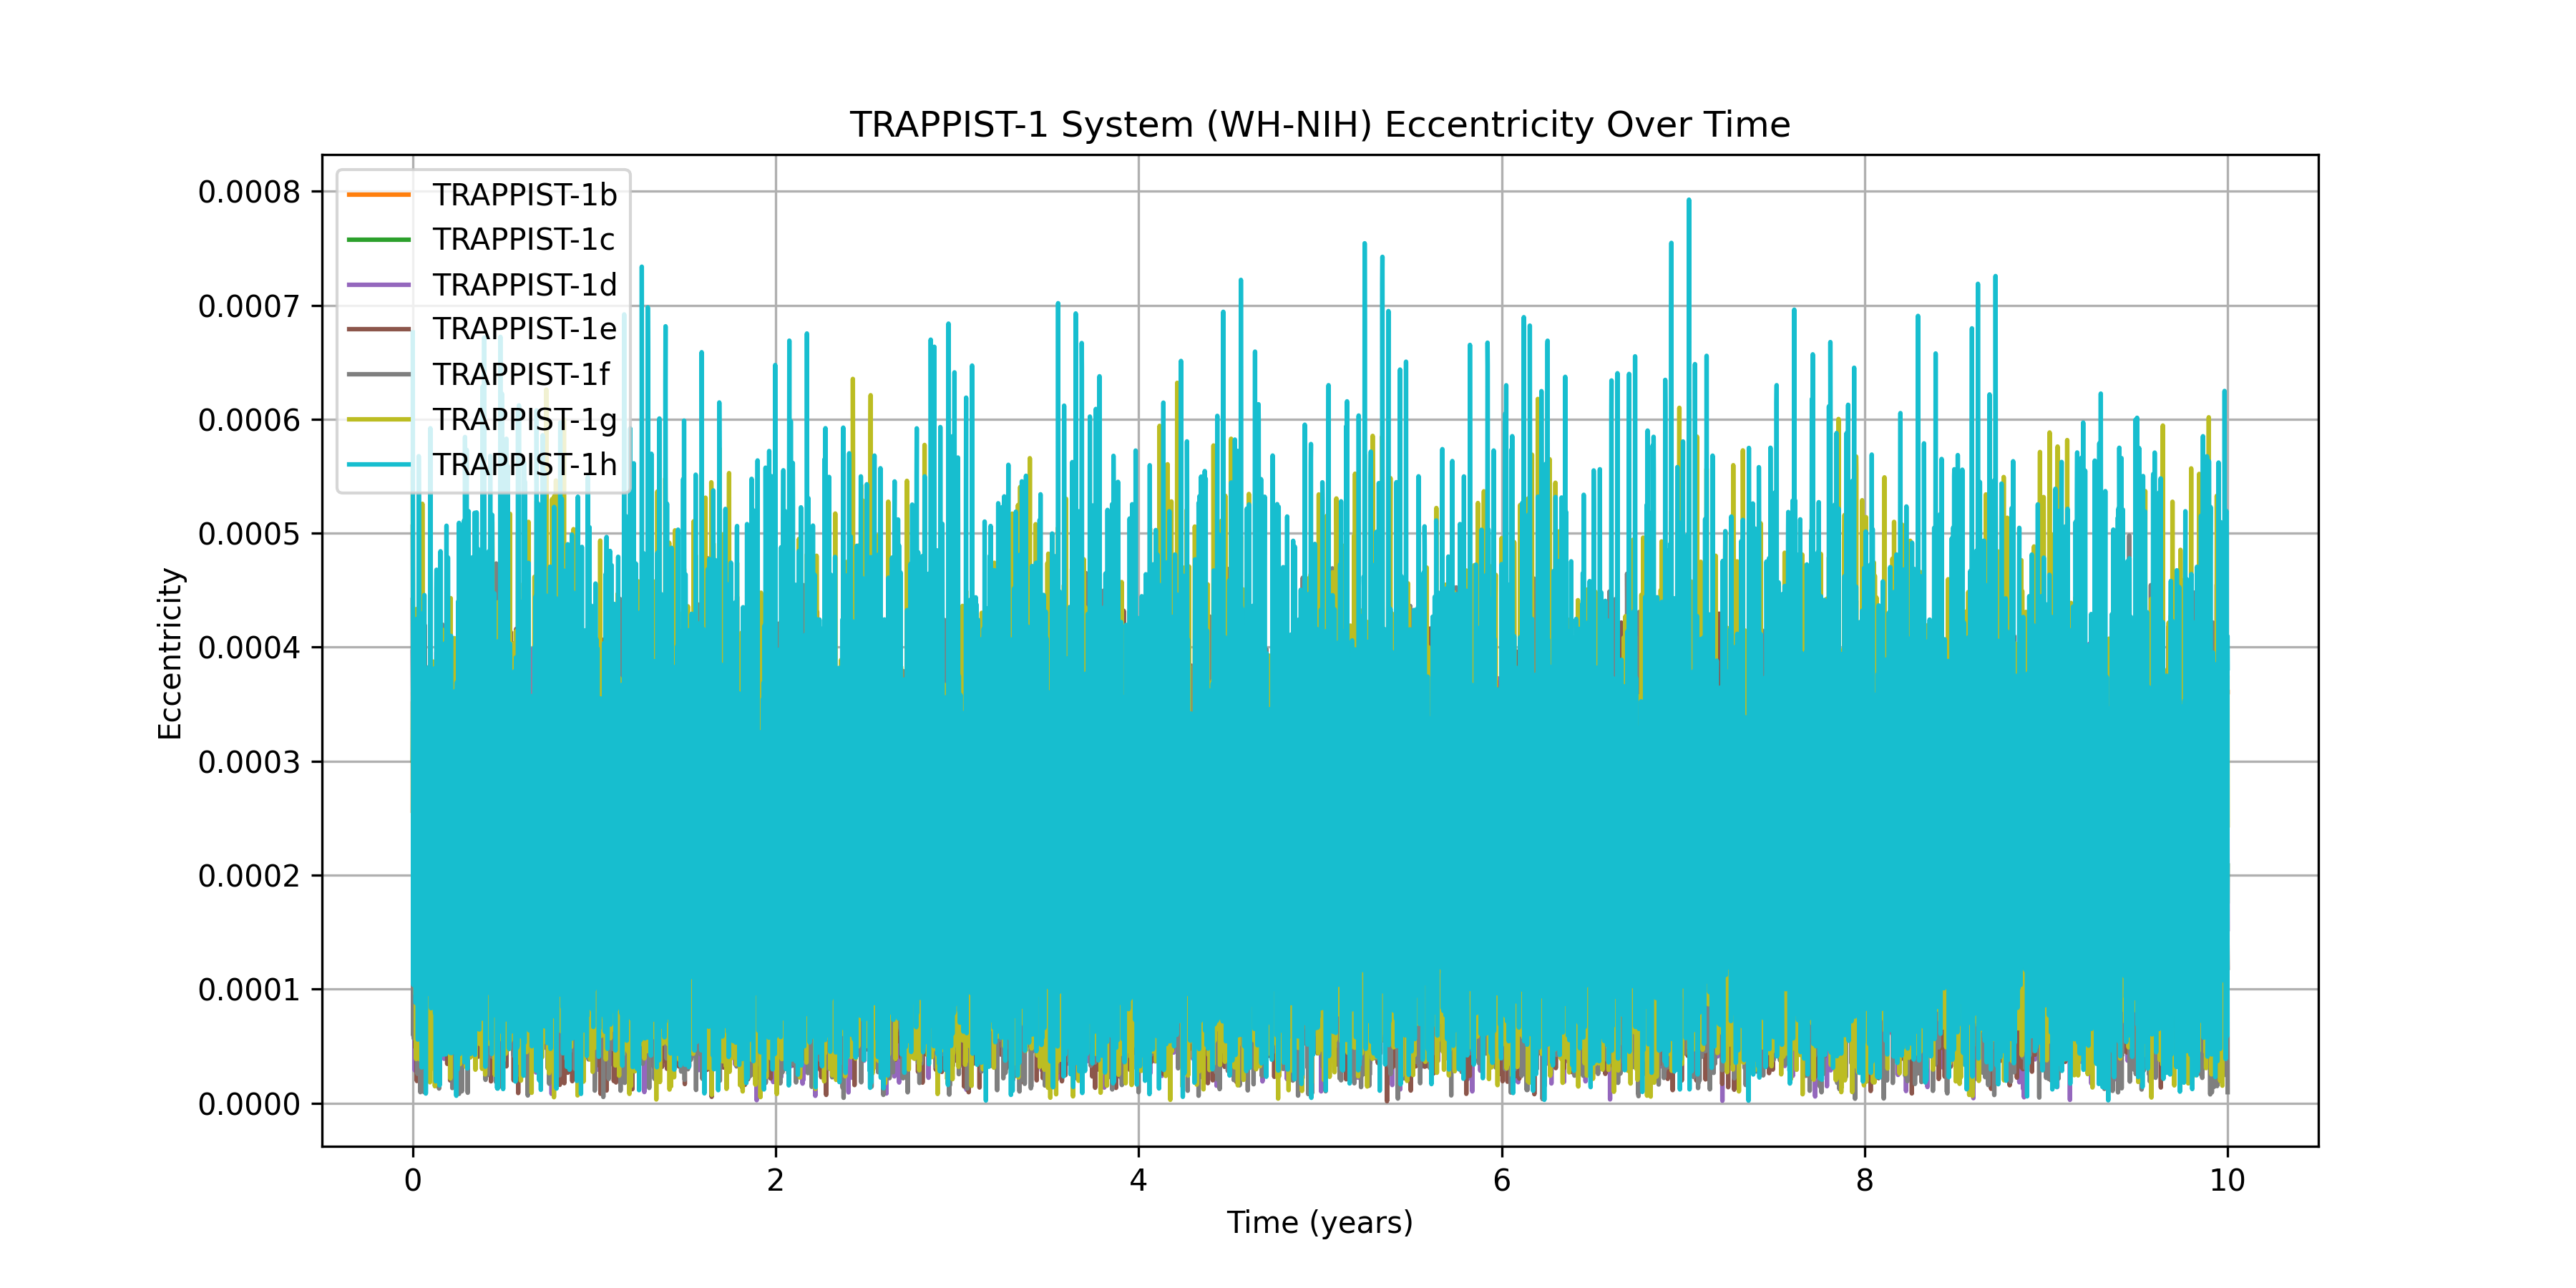 TRAPPIST-1 System (WH-NIH) Eccentricity Over Time
TRAPPIST-1b
TRAPPIST-1c
TRAPPIST-1d
TRAPPIST-1e
TRAPPIST-1f
TRAPPIST-1g
TRAPPIST-1h
0.0008
0.0007
0.0006
0.0005
0.0004
0.0003
0.0002
0.0001
0.0000
Eccentricity
0 2 4 6 8 10
Time (years)